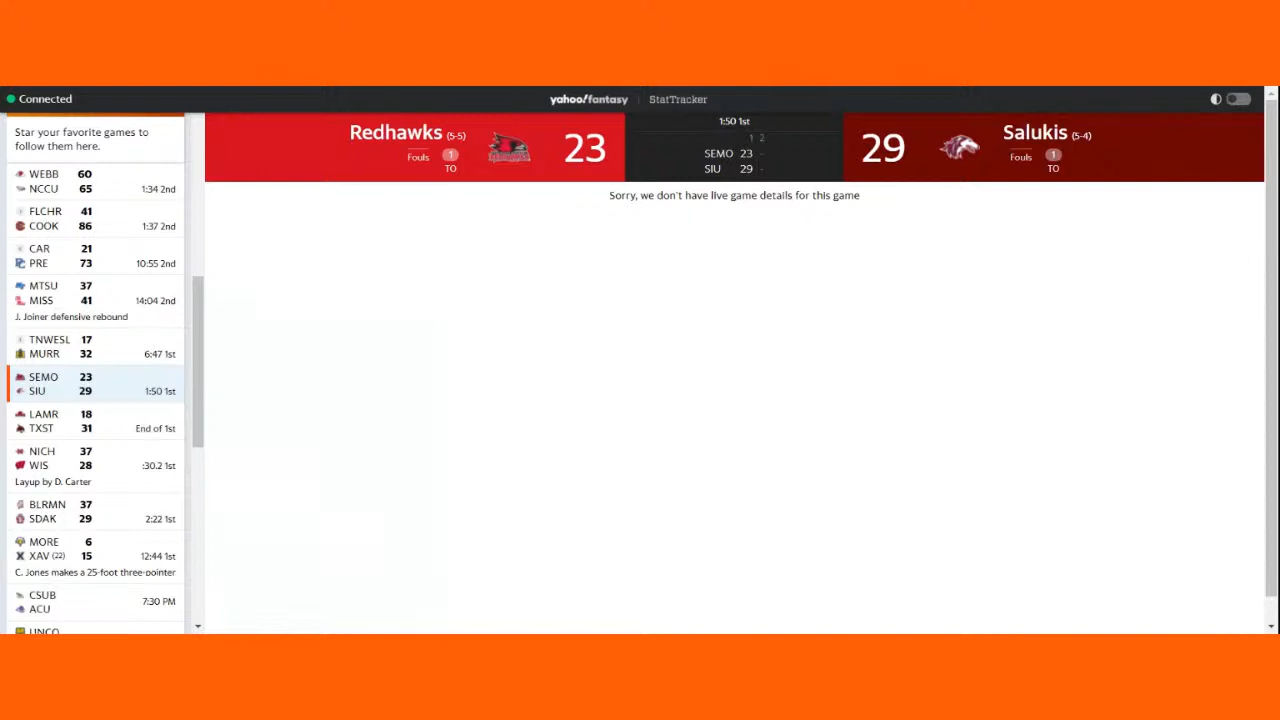 Connected
yahoo!fantasy
StatTracker
Star your favorite games to
follow them here.
WEBB 60
NCCU 65 1:34 2nd
FLCHR 41
COOK 86 1:37 2nd
CAR 21
PRE 73 10:55 2nd
MTSU 37
MISS 41 14:04 2nd
J. Joiner defensive rebound
TNWESL 17
MURR 32 6:47 1st
SEMO 23
SIU 29 1:50 1st
LAMR 18
TXST 31 End of 1st
NICH 37
WIS 28 :30.2 1st
Layup by D. Carter
BLRMN 37
SDAK 29 2:22 1st
MORE 6
XAV (22) 15 12:44 1st
C. Jones makes a 25-foot three-pointer
CSUB
ACU 7:30 PM
UNCO
Redhawks (5-5)
Fouls 1
TO
23
1:50 1st
1 2
SEMO 23 -
SIU 29 -
29
Salukis (5-4)
Fouls 1
TO
Sorry, we don't have live game details for this game